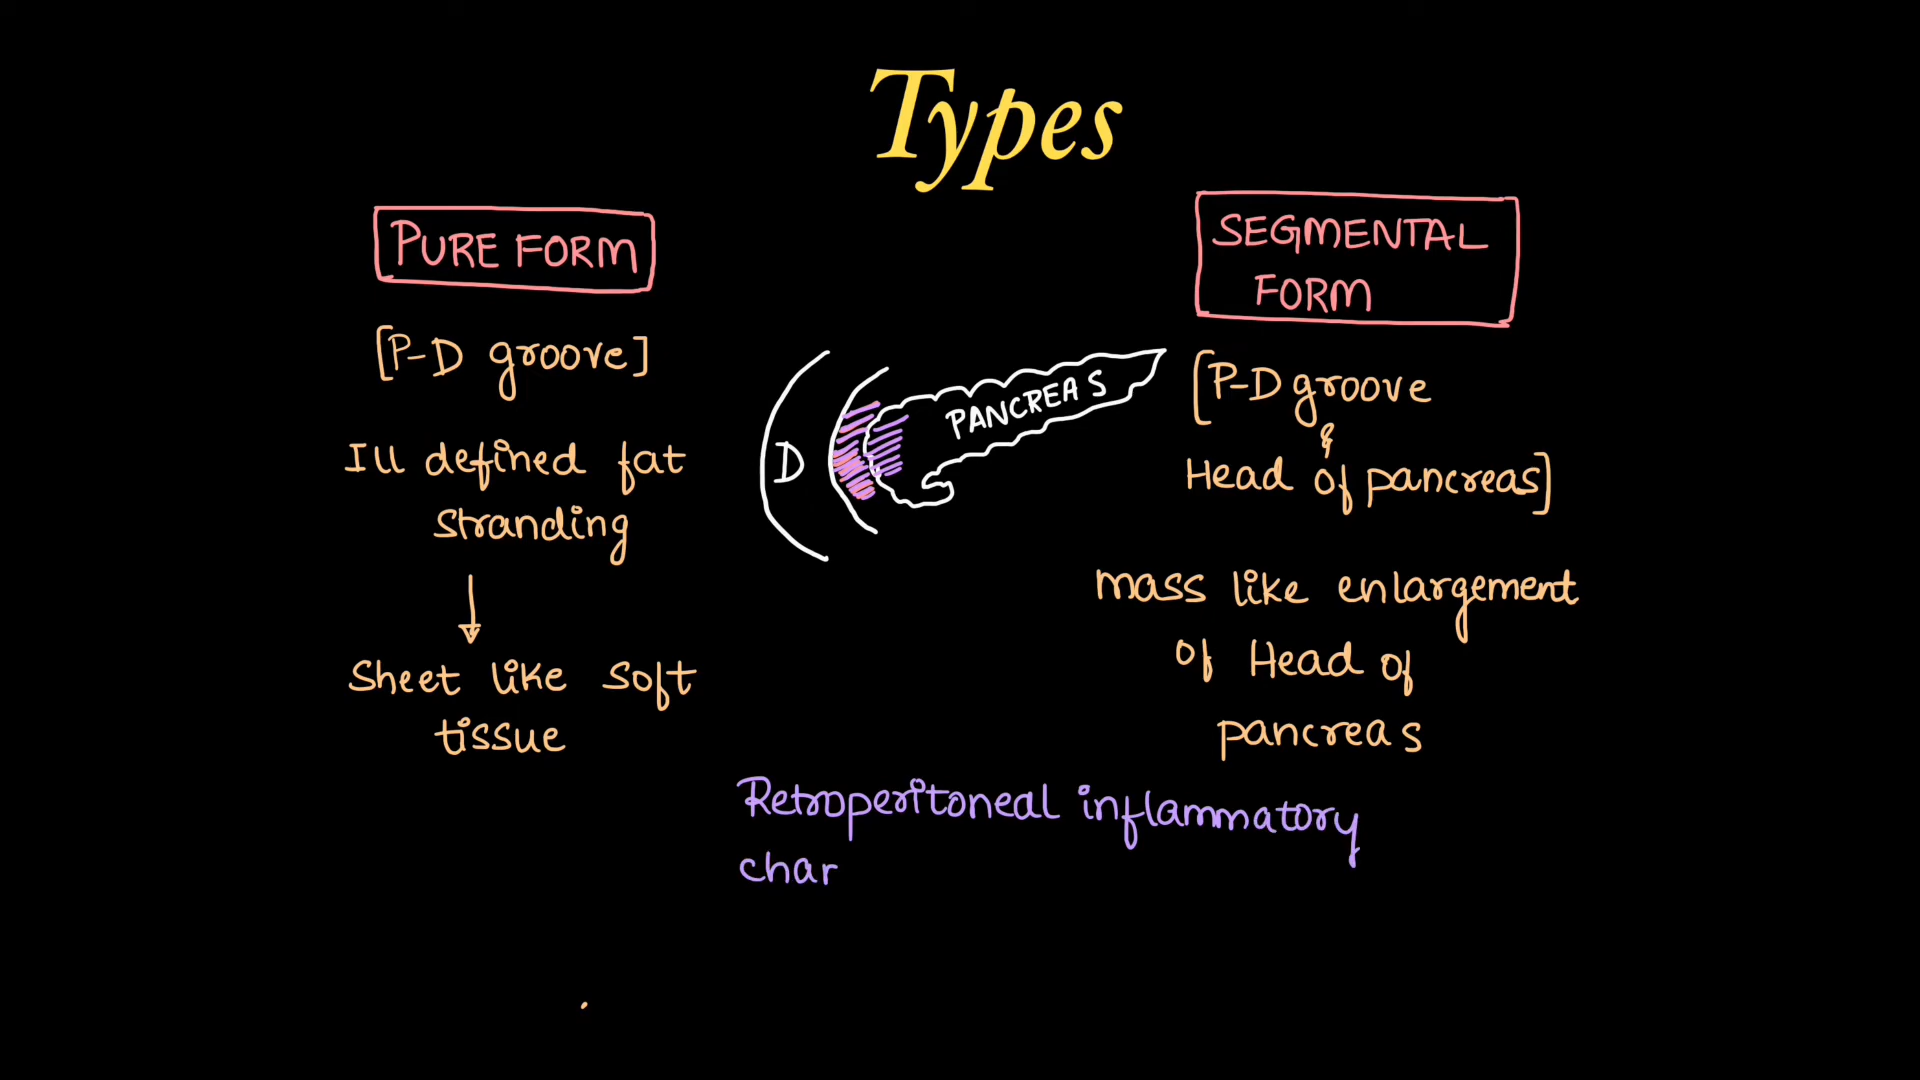 Types
PURE FORM
[P-D groove]
Ill defined fat
stranding
Sheet like soft
tissue
D
PANCREAS
SEGMENTAL
FORM
[P-D groove
&
Head of pancreas]
mass like enlargement
of Head of
pancreas
Retroperitoneal inflammatory
char